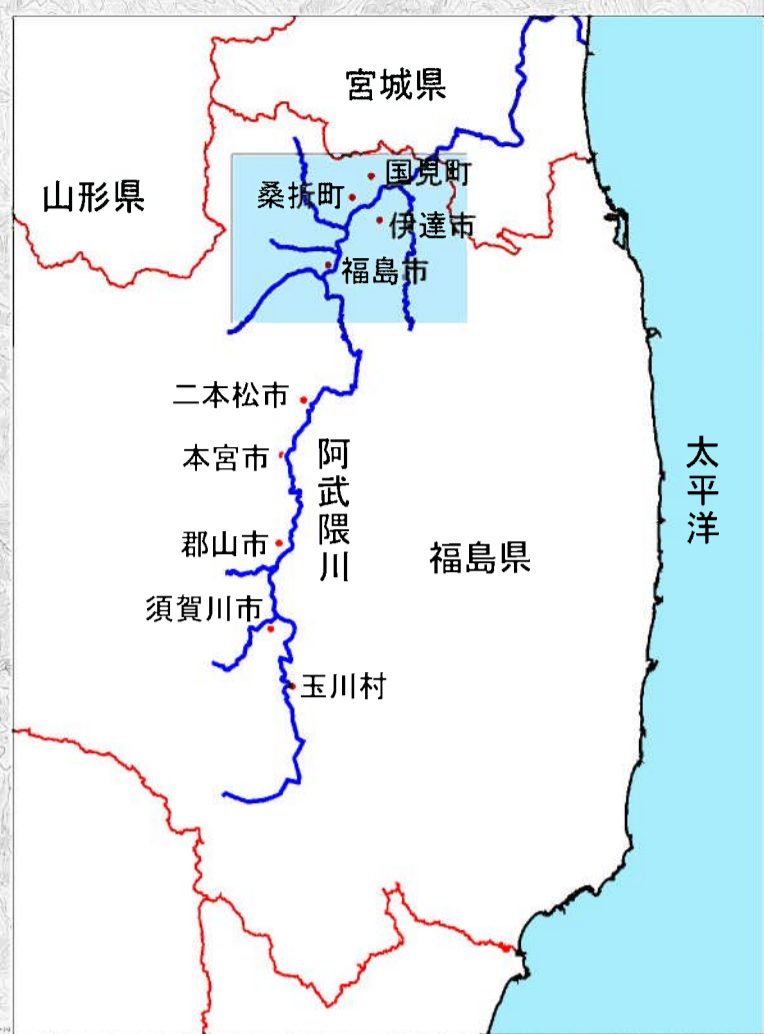 宮城県
山形県
国見町
桑折町
伊達市
福島市
二本松市
本宮市
阿武隈川
太平洋
郡山市
福島県
須賀川市
玉川村